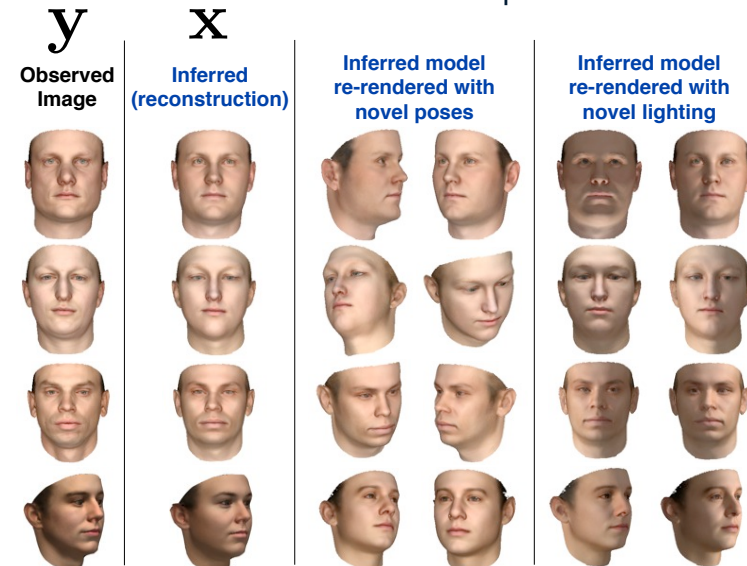 y
x
Observed
Image
Inferred
(reconstruction)
Inferred model
re-rendered with
novel poses
Inferred model
re-rendered with
novel lighting